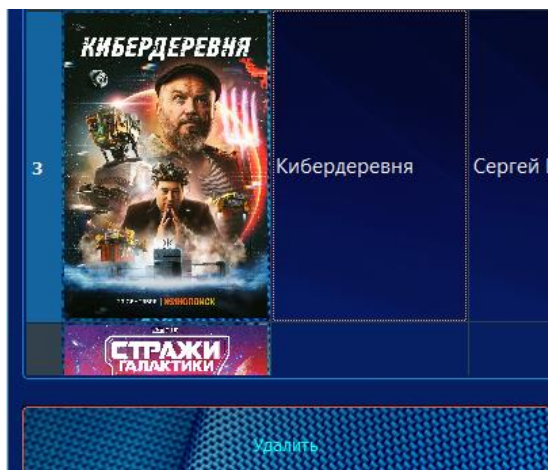 КИБЕРДЕРЕВНЯ
3
Кибердеревня
Сергей
КИНОПОИСК
СТРАЖИ
ГАЛАКТИКИ
Удалить